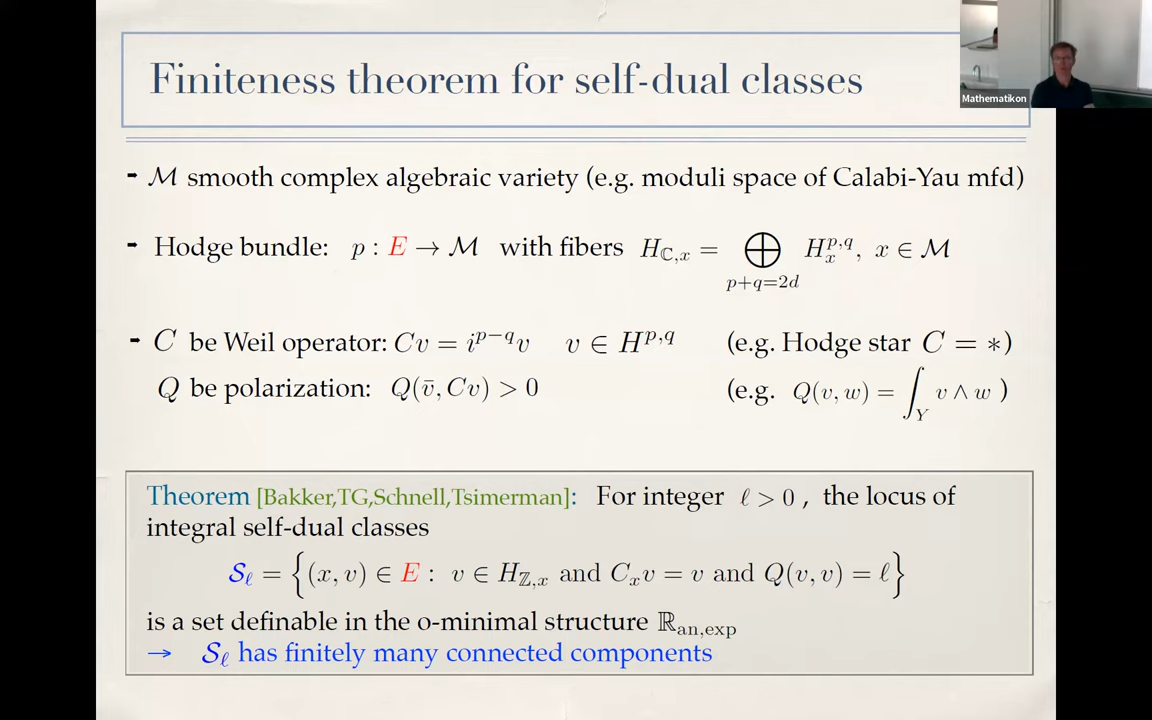 Finiteness theorem for self-dual classes
Mathematikon
→ ℳ smooth complex algebraic variety (e.g. moduli space of Calabi-Yau mfd)
→ Hodge bundle: p : E → ℳ with fibers H_{ℂ,x} = ⊕_{p+q=2d} H_x^{p,q}, x ∈ ℳ
→ C be Weil operator: Cv = i^{p−q}v v ∈ H^{p,q} (e.g. Hodge star C = *)
Q be polarization: Q(v̄, Cv) > 0 (e.g. Q(v, w) = ∫_Y v ∧ w )
Theorem [Bakker,TG,Schnell,Tsimerman]: For integer ℓ > 0 , the locus of
integral self-dual classes
𝒮_ℓ = {(x, v) ∈ E : v ∈ H_{ℤ,x} and C_x v = v and Q(v, v) = ℓ}
is a set definable in the o-minimal structure ℝ_{an,exp}
→ 𝒮_ℓ has finitely many connected components